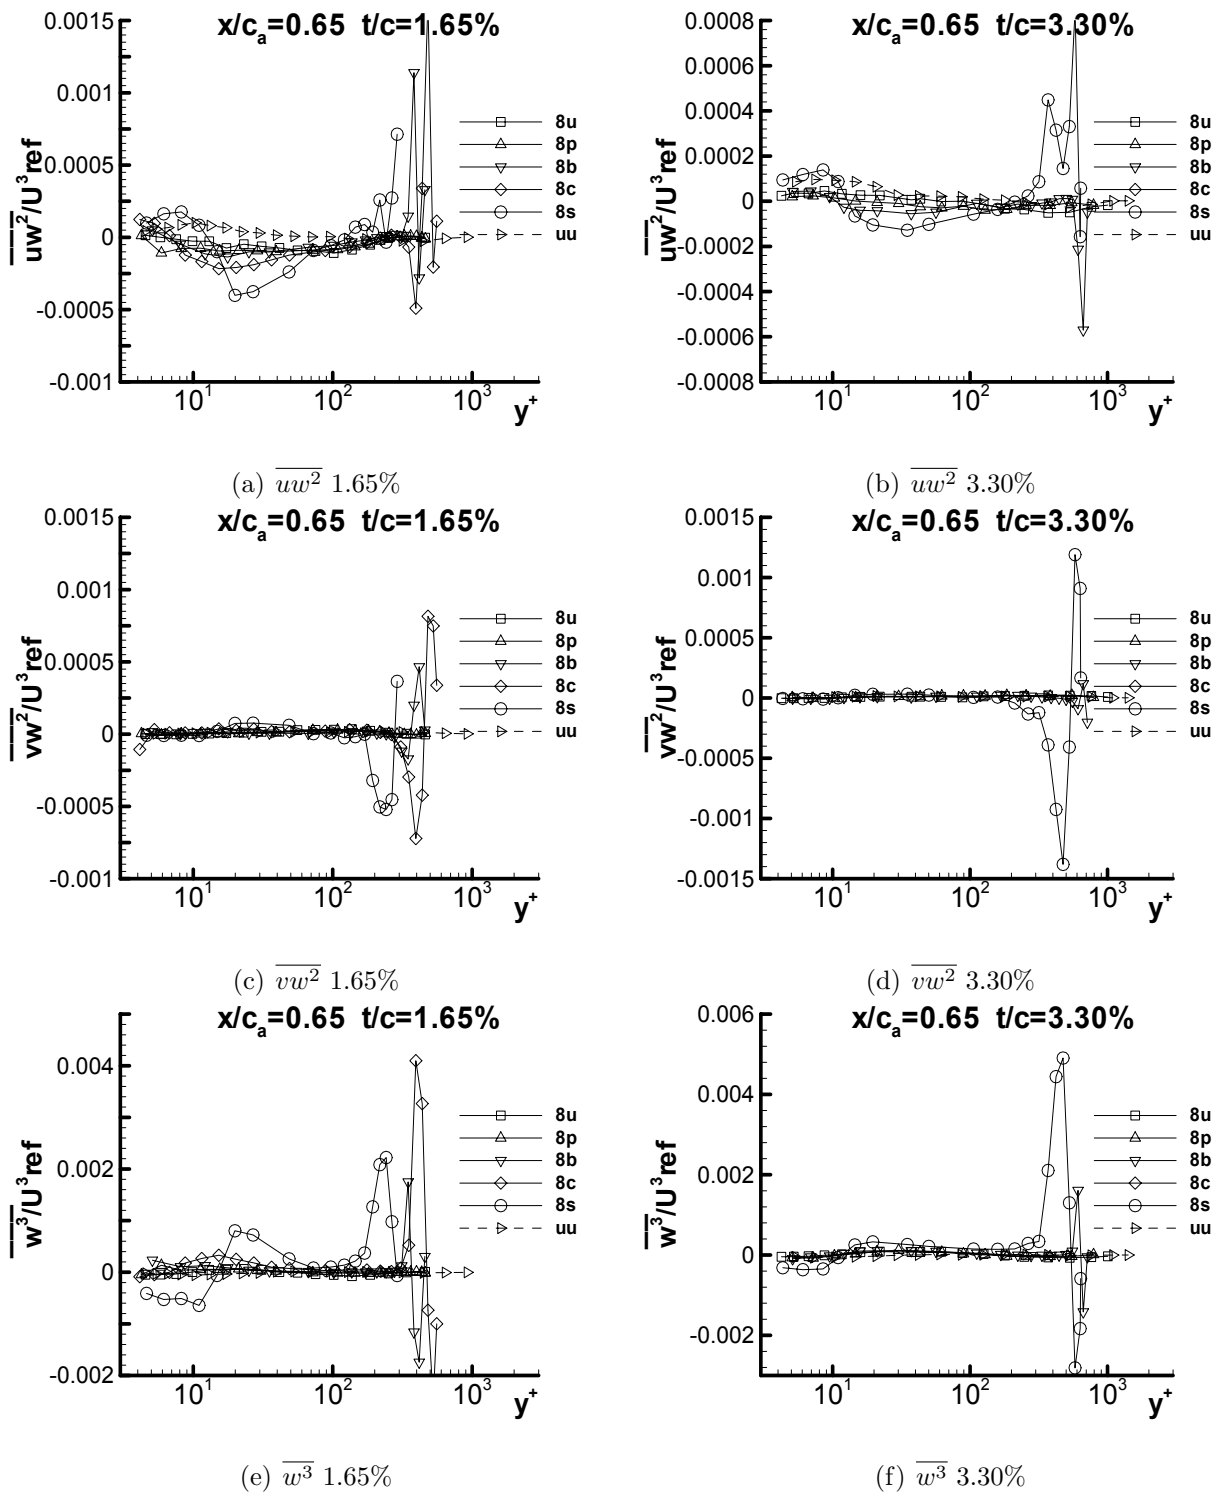 x/cₐ=0.65 t/c=1.65%
0.0015
0.001
0.0005
0
-0.0005
-0.001
uw²/U³ref
10¹ 10² 10³
y⁺
8u
8p
8b
8c
8s
uu
(a) uw² 1.65%
x/cₐ=0.65 t/c=3.30%
0.0008
0.0006
0.0004
0.0002
0
-0.0002
-0.0004
-0.0006
-0.0008
uw²/U³ref
10¹ 10² 10³
y⁺
8u
8p
8b
8c
8s
uu
(b) uw² 3.30%
x/cₐ=0.65 t/c=1.65%
0.0015
0.001
0.0005
0
-0.0005
-0.001
vw²/U³ref
10¹ 10² 10³
y⁺
8u
8p
8b
8c
8s
uu
(c) vw² 1.65%
x/cₐ=0.65 t/c=3.30%
0.0015
0.001
0.0005
0
-0.0005
-0.001
-0.0015
vw²/U³ref
10¹ 10² 10³
y⁺
8u
8p
8b
8c
8s
uu
(d) vw² 3.30%
x/cₐ=0.65 t/c=1.65%
0.004
0.002
0
-0.002
w³/U³ref
10¹ 10² 10³
y⁺
8u
8p
8b
8c
8s
uu
(e) w³ 1.65%
x/cₐ=0.65 t/c=3.30%
0.006
0.004
0.002
0
-0.002
w³/U³ref
10¹ 10² 10³
y⁺
8u
8p
8b
8c
8s
uu
(f) w³ 3.30%